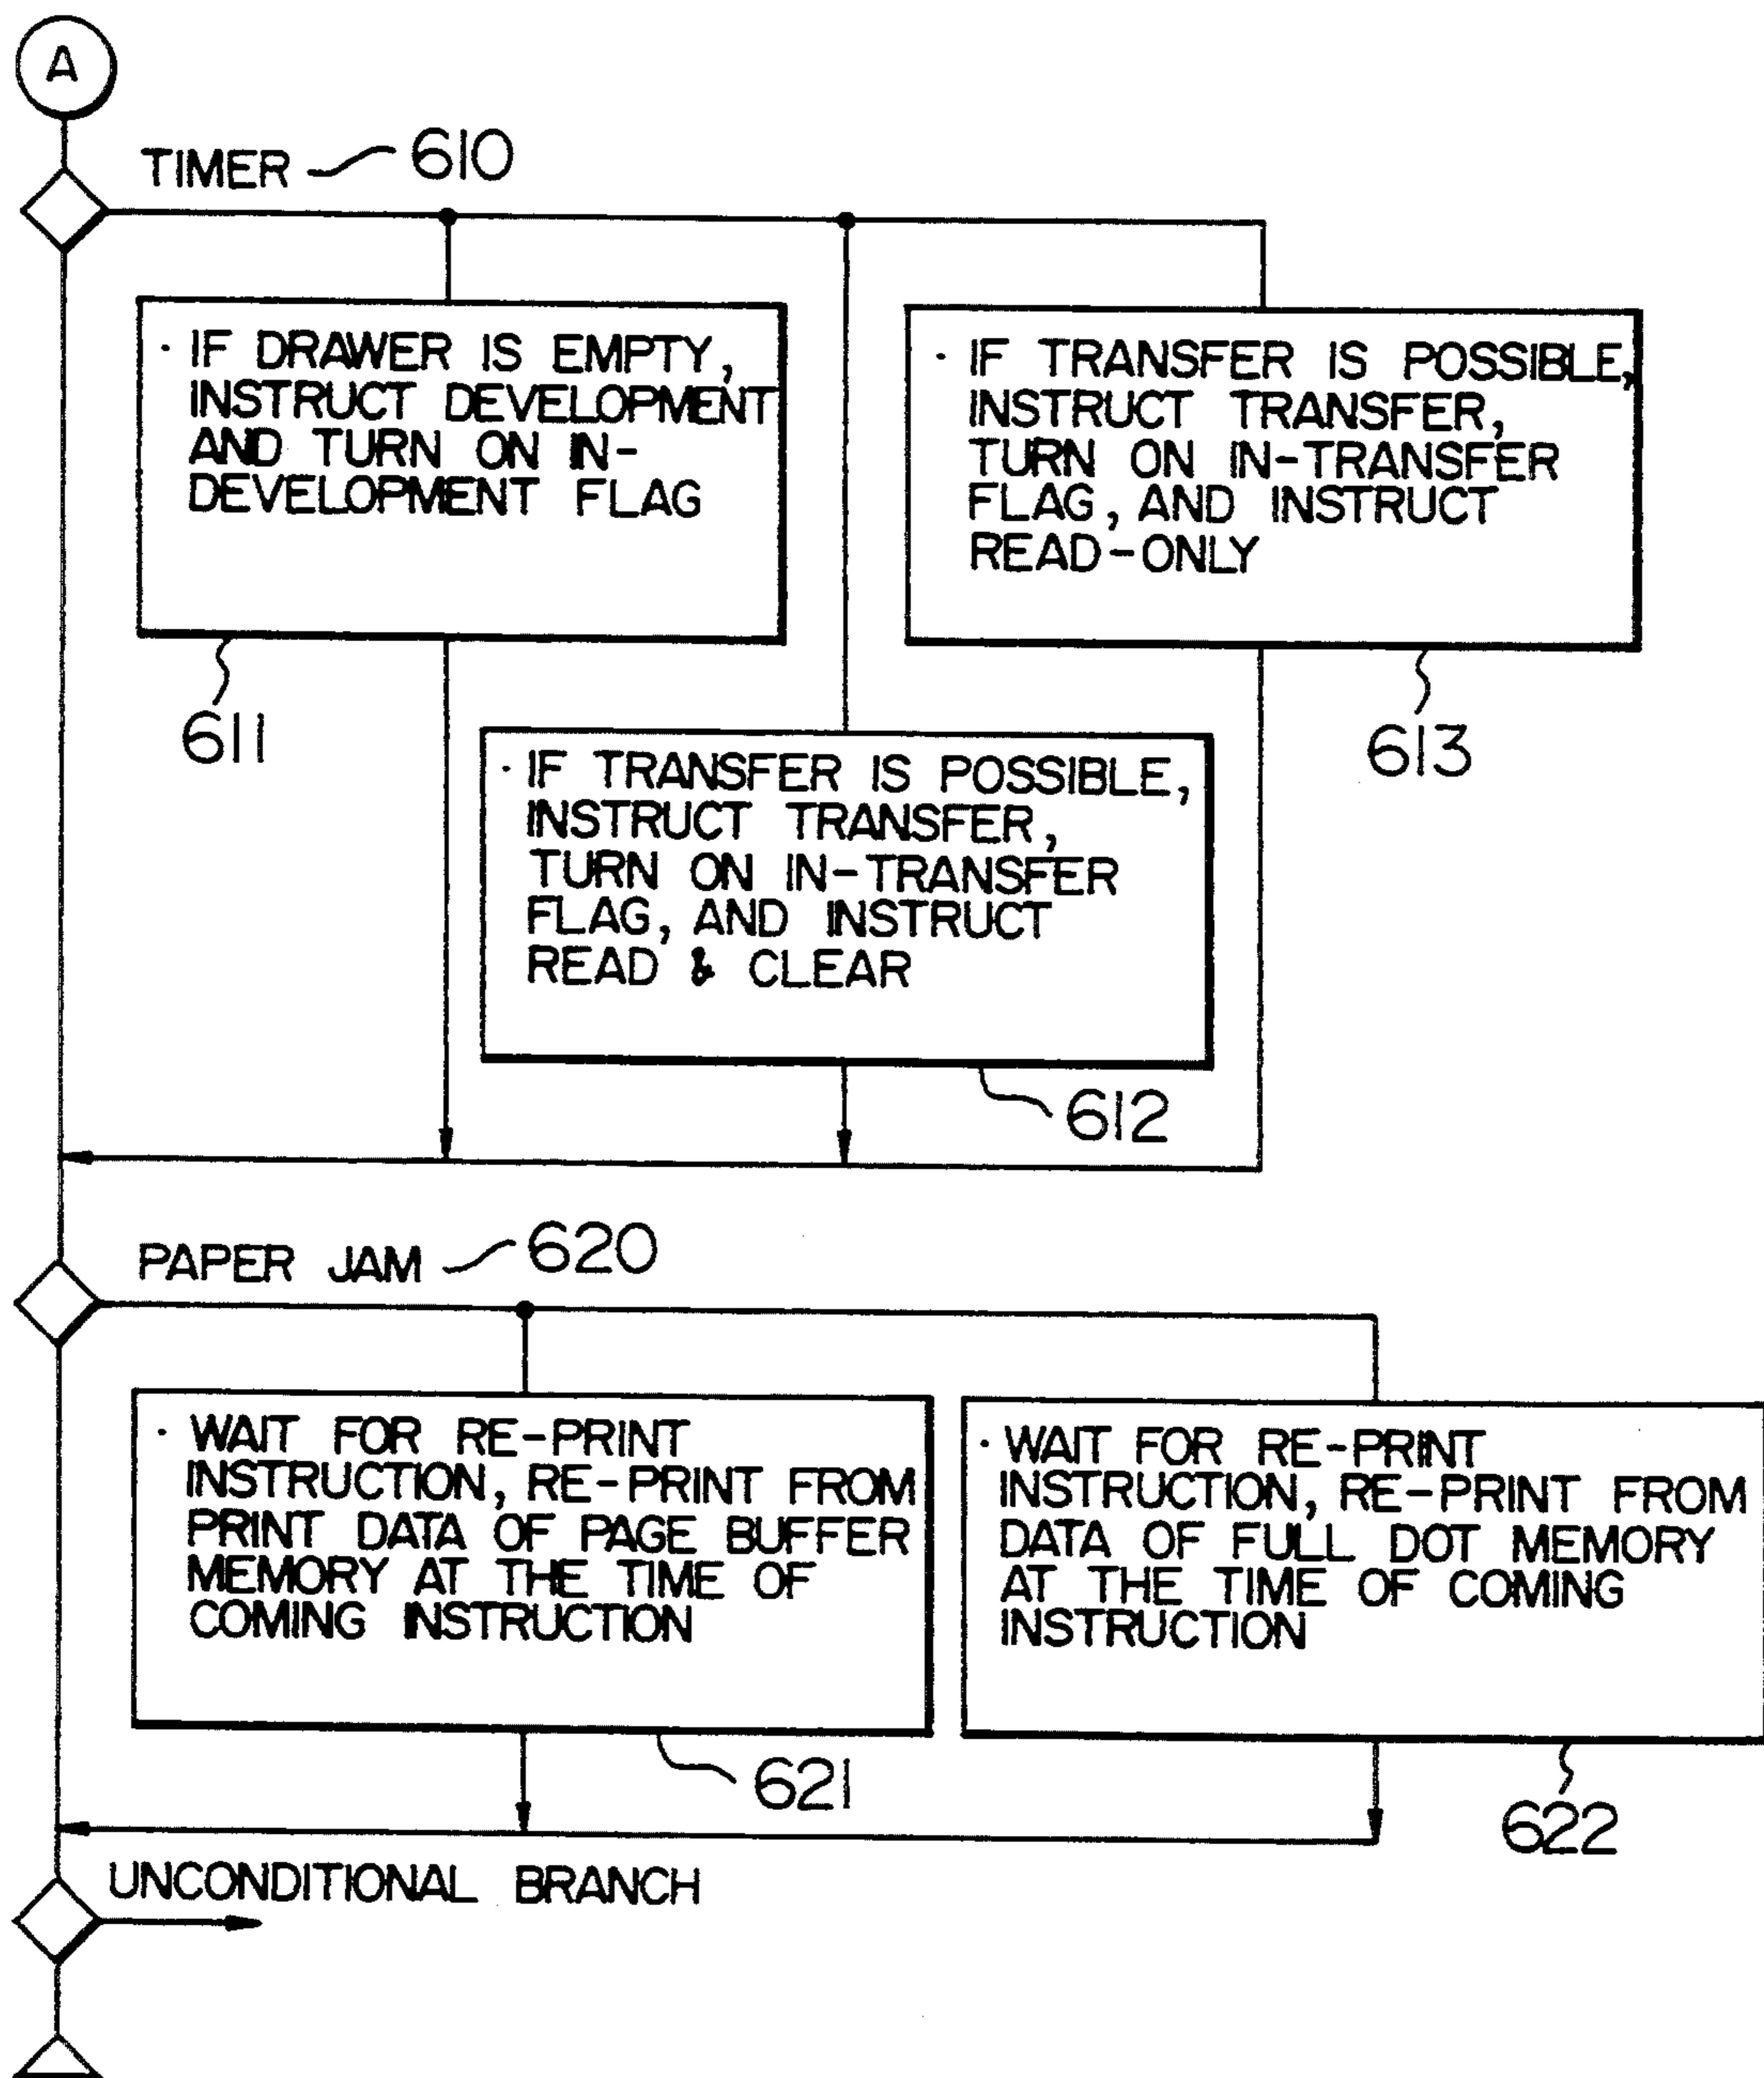 A
TIMER 610
· IF DRAWER IS EMPTY,
INSTRUCT DEVELOPMENT
AND TURN ON IN-
DEVELOPMENT FLAG
611
· IF TRANSFER IS POSSIBLE,
INSTRUCT TRANSFER,
TURN ON IN-TRANSFER
FLAG, AND INSTRUCT
READ-ONLY
613
· IF TRANSFER IS POSSIBLE,
INSTRUCT TRANSFER,
TURN ON IN-TRANSFER
FLAG, AND INSTRUCT
READ & CLEAR
612
PAPER JAM 620
· WAIT FOR RE-PRINT
INSTRUCTION, RE-PRINT FROM
PRINT DATA OF PAGE BUFFER
MEMORY AT THE TIME OF
COMING INSTRUCTION
621
· WAIT FOR RE-PRINT
INSTRUCTION, RE-PRINT FROM
DATA OF FULL DOT MEMORY
AT THE TIME OF COMING
INSTRUCTION
622
UNCONDITIONAL BRANCH